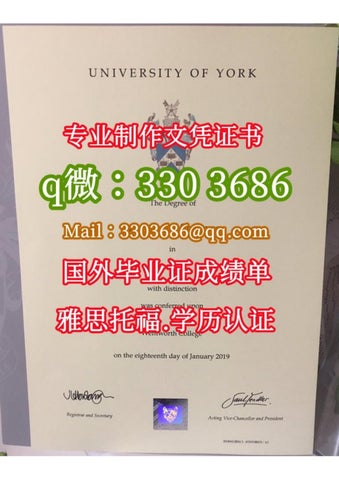 UNIVERSITY OF YORK
专业制作文凭证书
q微：330 3686
The Degree of
Mail：3303686@qq.com
in
国外毕业证成绩单
with distinction
was conferred upon
雅思托福.学历认证
Wentworth College
on the eighteenth day of January 2019
Registrar and Secretary
Acting Vice-Chancellor and President